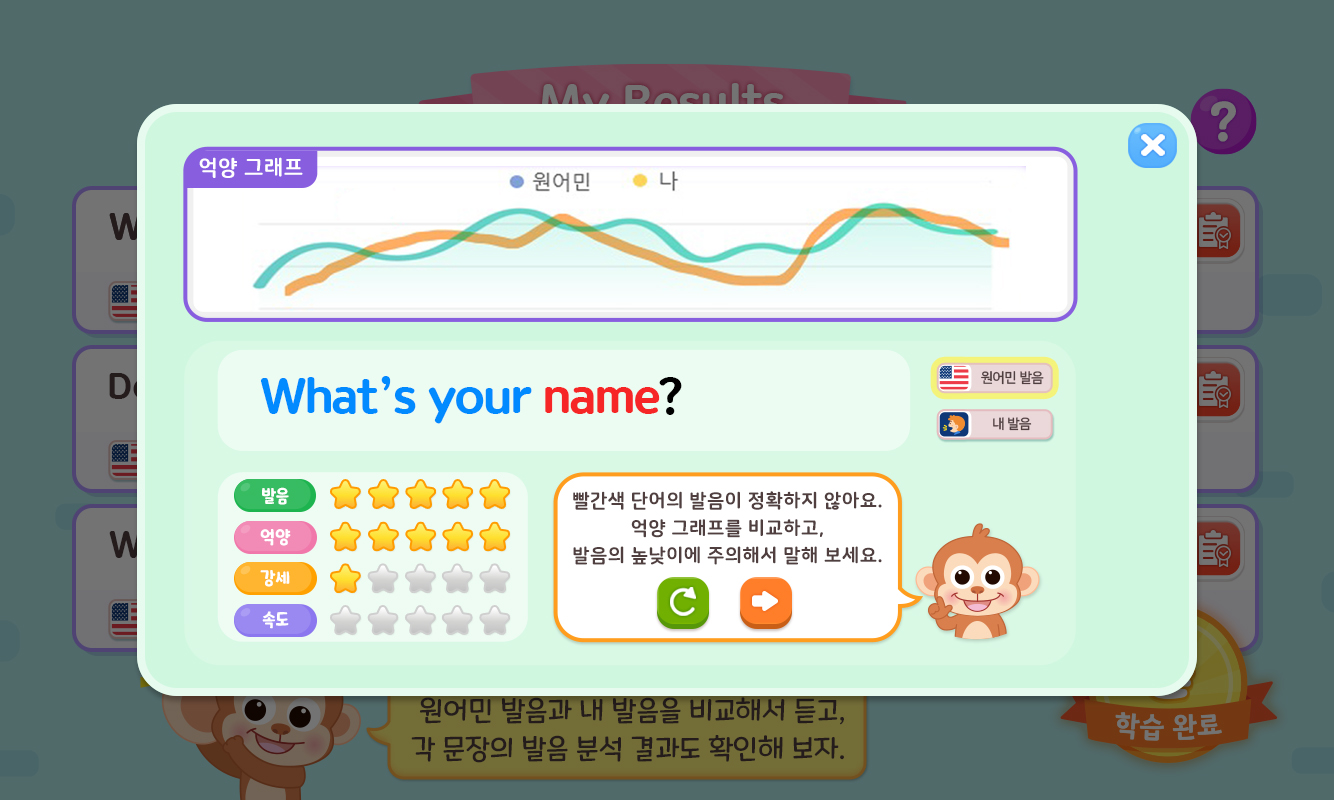 My Results
?
억양 그래프
원어민
나
What's your name?
원어민 발음
내 발음
발음
억양
강세
속도
빨간색 단어의 발음이 정확하지 않아요.
억양 그래프를 비교하고,
발음의 높낮이에 주의해서 말해 보세요.
W
De
W
원어민 발음과 내 발음을 비교해서 듣고,
각 문장의 발음 분석 결과도 확인해 보자.
학습 완료